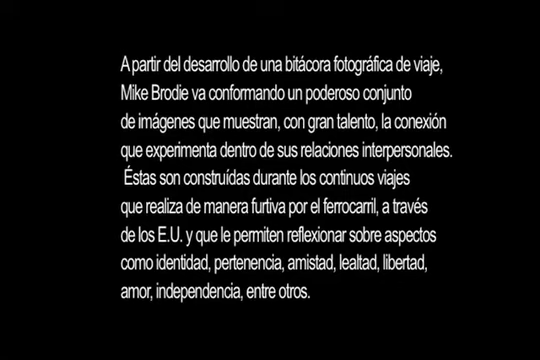 A partir del desarrollo de una bitácora fotográfica de viaje,
Mike Brodie va conformando un poderoso conjunto
de imágenes que muestran, con gran talento, la conexión
que experimenta dentro de sus relaciones interpersonales.
Éstas son construídas durante los continuos viajes
que realiza de manera furtiva por el ferrocarril, a través
de los E.U. y que le permiten reflexionar sobre aspectos
como identidad, pertenencia, amistad, lealtad, libertad,
amor, independencia, entre otros.